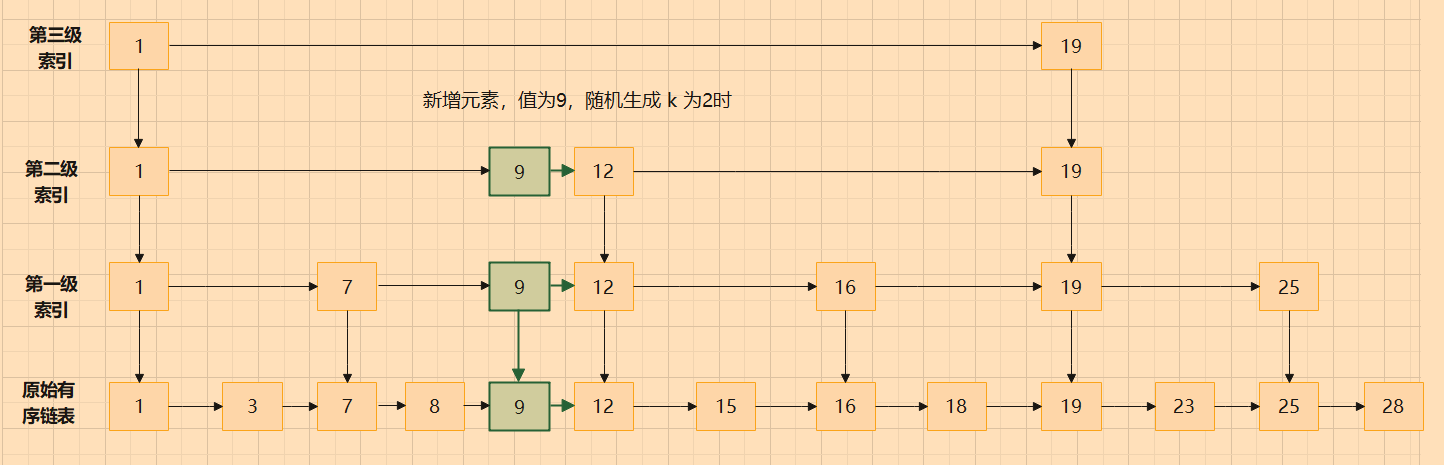 第三级
索引
1 19
新增元素，值为9，随机生成 k 为2时
第二级
索引
1 9 12 19
第一级
索引
1 7 9 12 16 19 25
原始有
序链表
1 3 7 8 9 12 15 16 18 19 23 25 28